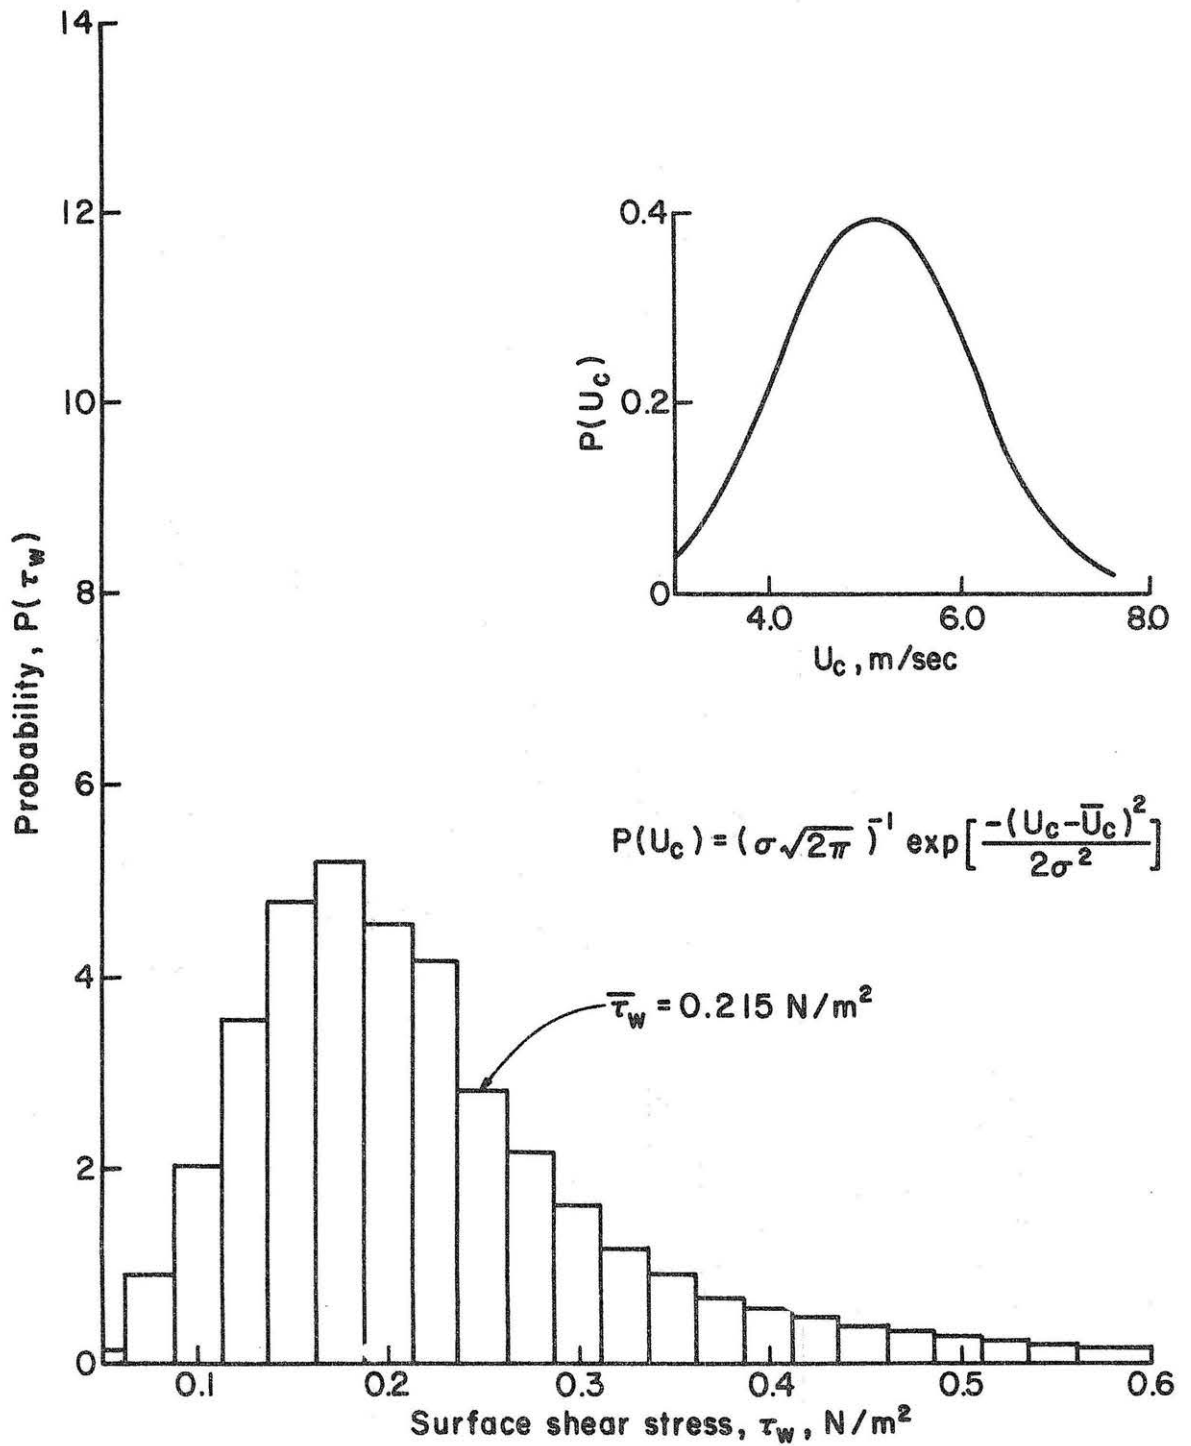 14
12
10
8
6
4
2
0
Probability, P(τw)
0.4
0.2
0
P(Uc)
4.0 6.0 8.0
Uc, m/sec
P(Uc) = (σ√2π)⁻¹ exp[-(Uc-U̅c)²/2σ²]
τ̅w = 0.215 N/m²
0.1 0.2 0.3 0.4 0.5 0.6
Surface shear stress, τw, N/m²